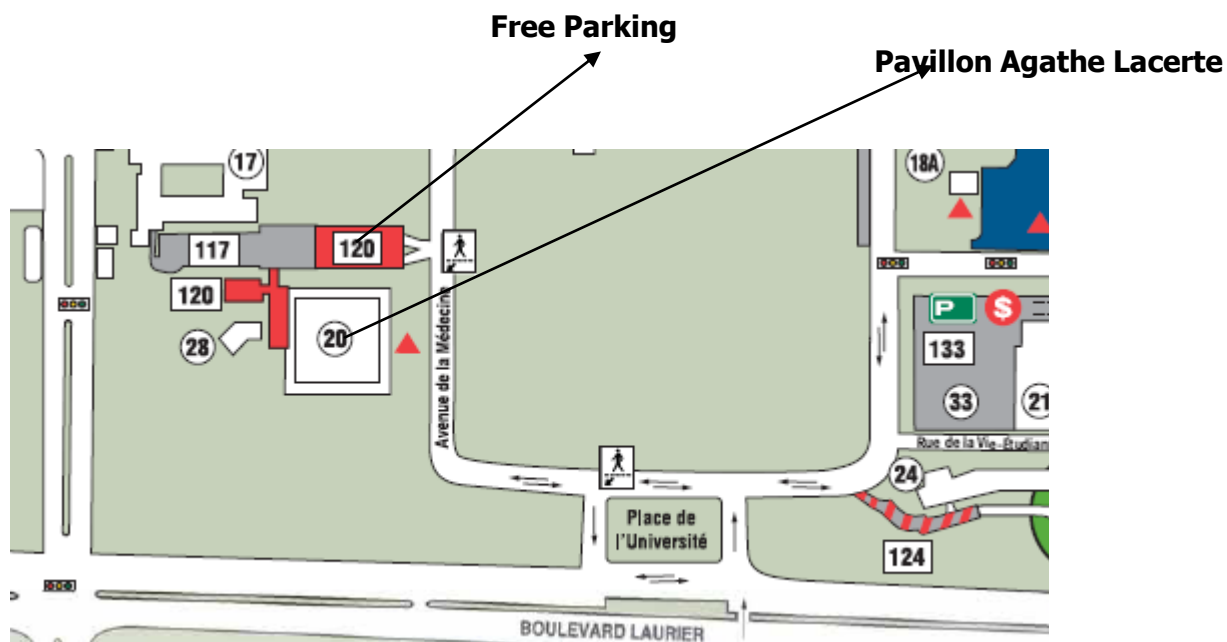 Free Parking
Pavillon Agathe Lacerte
17
18A
117
120
120
28
20
Avenue de la Médecine
P
$
133
33
21
Rue de la Vie-Étudian
24
Place de
l'Université
124
BOULEVARD LAURIER